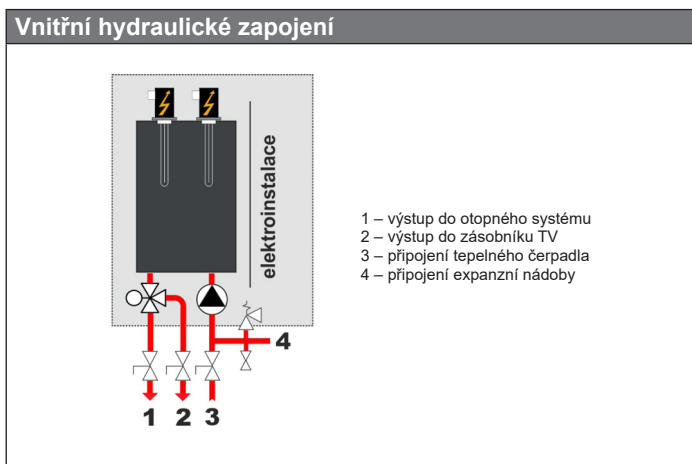 Vnitřní hydraulické zapojení
elektroinstalace
1 – výstup do otopného systému
2 – výstup do zásobníku TV
3 – připojení tepelného čerpadla
4 – připojení expanzní nádoby
4
1 2 3